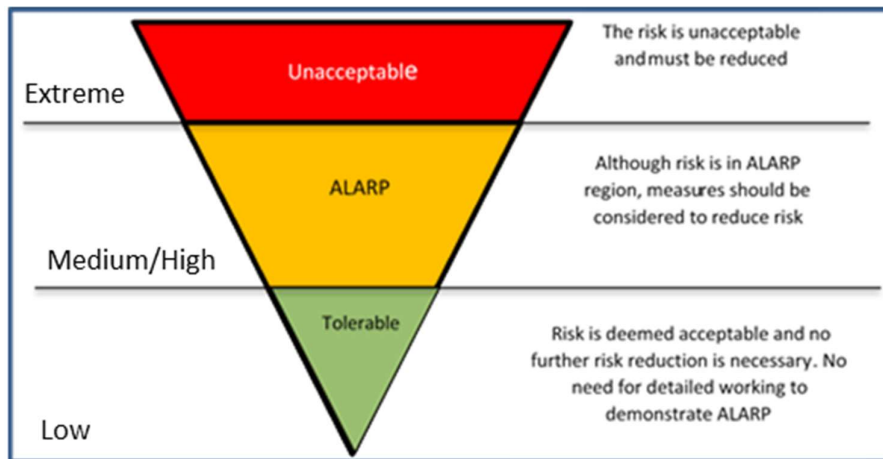 Unacceptable
The risk is unacceptable
and must be reduced
Extreme
ALARP
Although risk is in ALARP
region, measures should be
considered to reduce risk
Medium/High
Tolerable
Risk is deemed acceptable and no
further risk reduction is necessary. No
need for detailed working to
demonstrate ALARP
Low